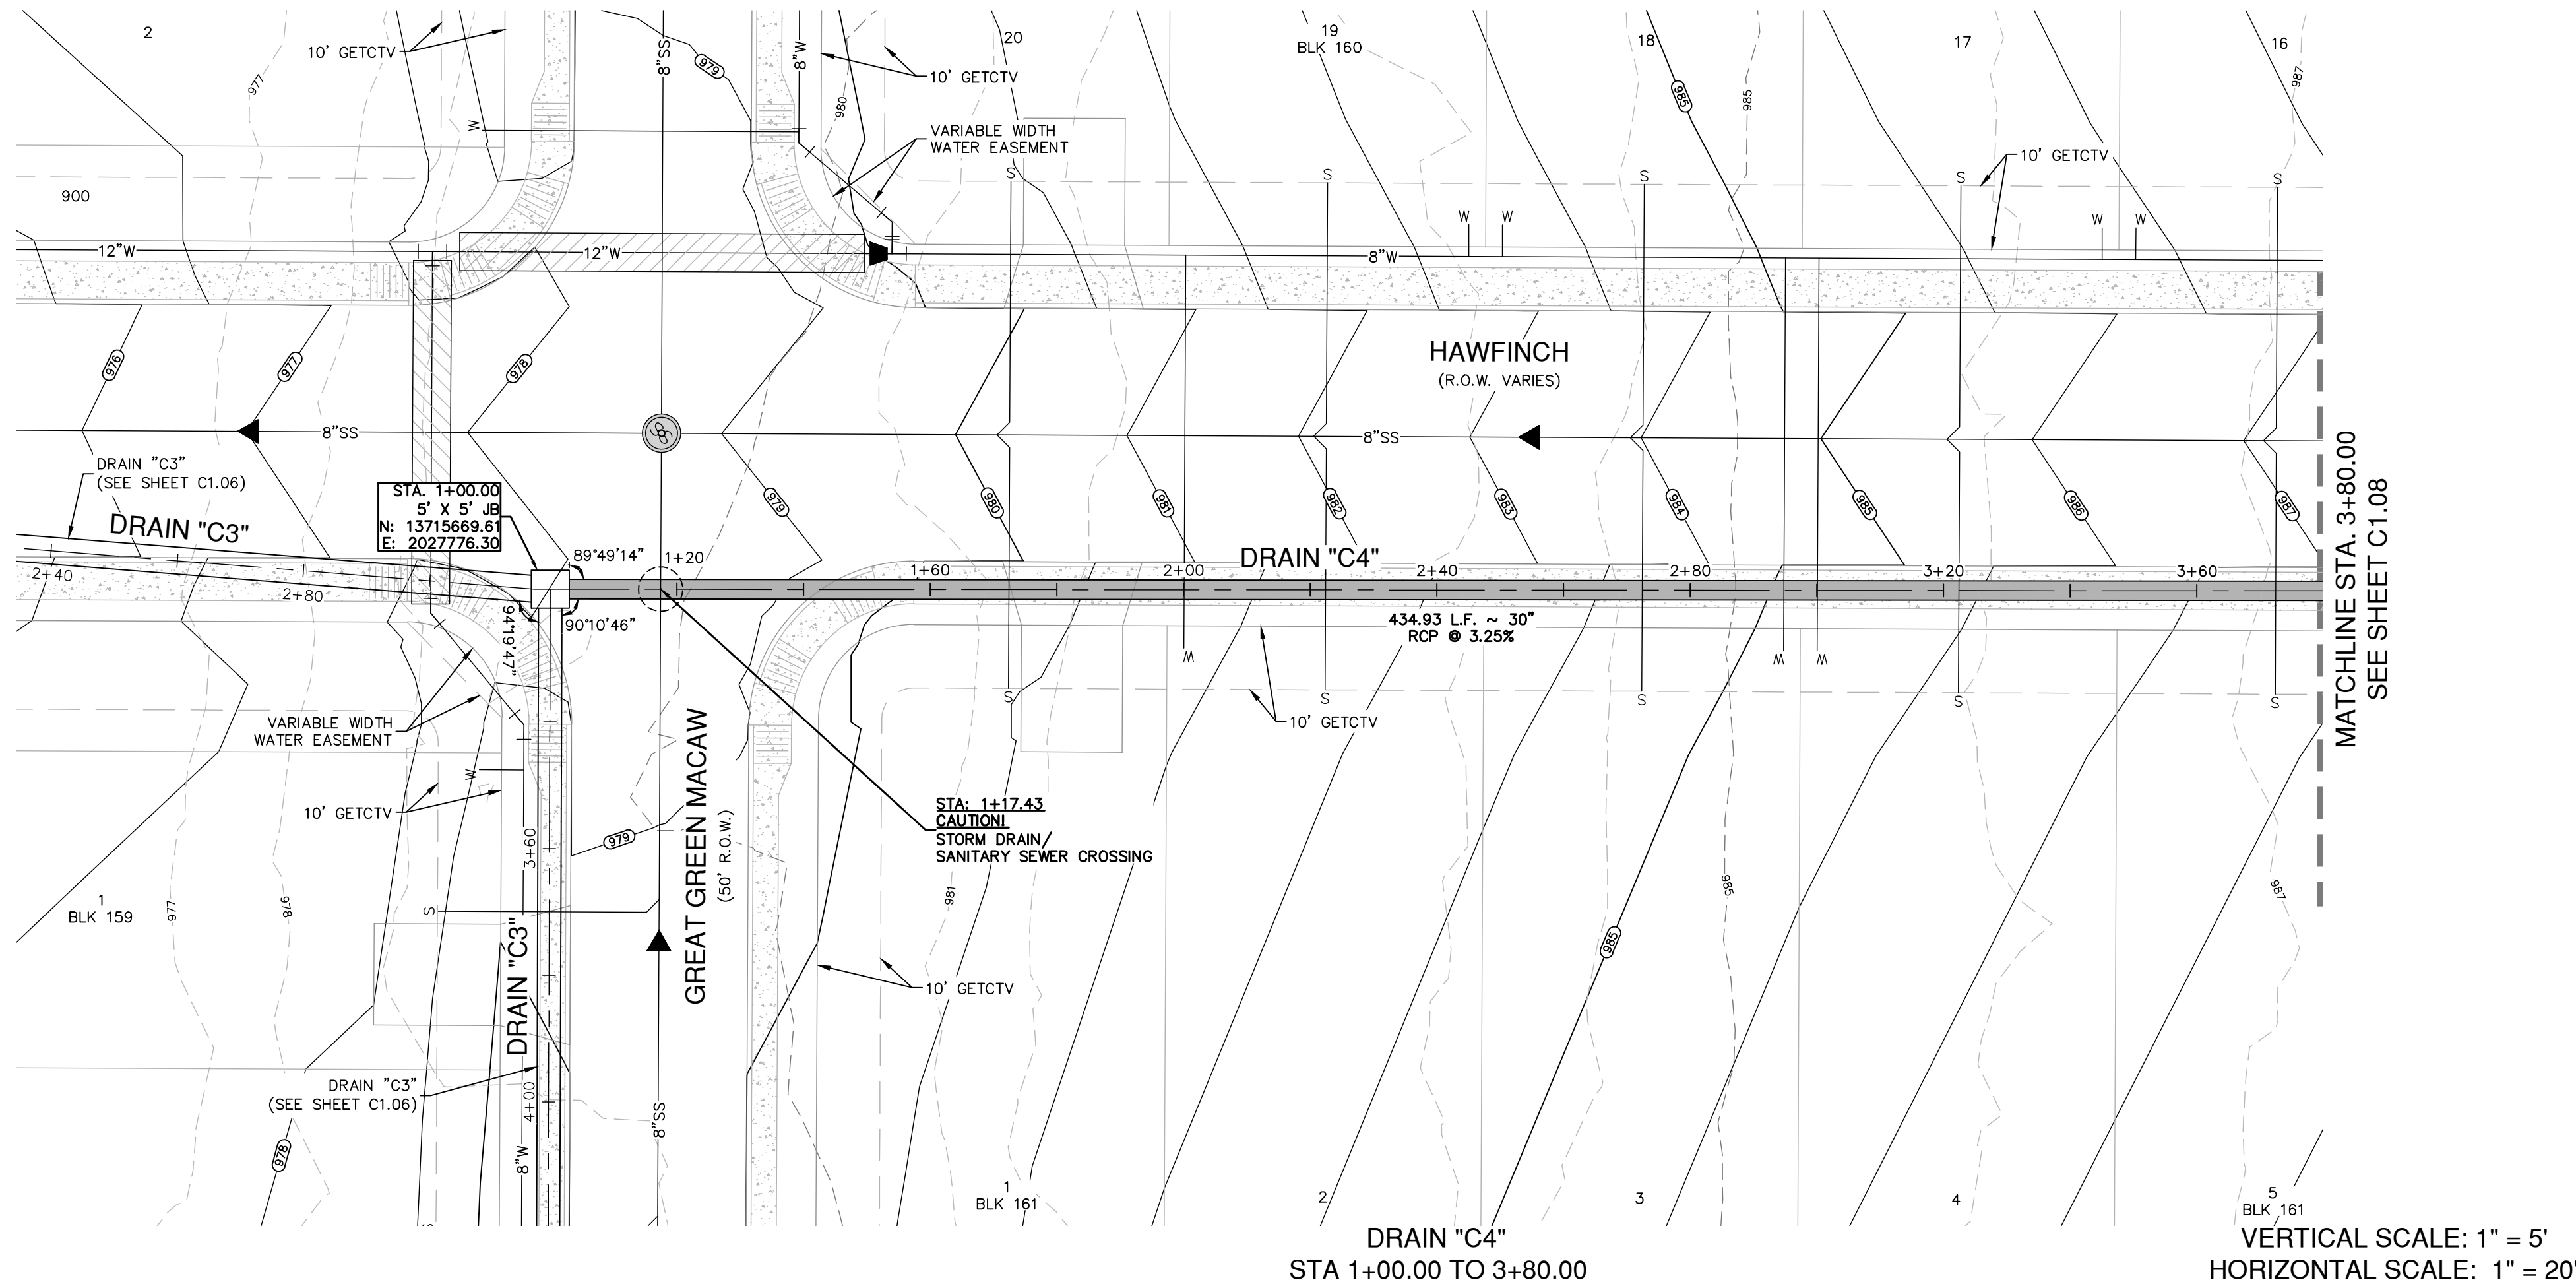 2
10' GETCTV
977
8"SS
979
8"W
980
10' GETCTV
20
19
BLK 160
18
985
985
17
16
987
VARIABLE WIDTH
WATER EASEMENT
W
10' GETCTV
900
S
S
S
S
S
W
W
W
W
12"W
12"W
8"W
976
977
978
HAWFINCH
(R.O.W. VARIES)
8"SS
SS
8"SS
DRAIN "C3"
(SEE SHEET C1.06)
DRAIN "C3"
STA. 1+00.00
5' X 5' JB
N: 13715669.61
E: 2027776.30
979
980
981
982
983
984
985
986
987
MATCHLINE STA. 3+80.00
SEE SHEET C1.08
89°49'14"
1+20
DRAIN "C4"
2+40
2+80
1+60
2+00
2+40
2+80
3+20
3+60
94°19'47"
90°10'46"
434.93 L.F. ~ 30"
RCP @ 3.25%
W
W
W
S
S
S
S
S
VARIABLE WIDTH
WATER EASEMENT
10' GETCTV
W
10' GETCTV
GREAT GREEN MACAW
(50' R.O.W.)
STA: 1+17.43
CAUTION!
STORM DRAIN/
SANITARY SEWER CROSSING
979
3+60
1
BLK 159
977
978
S
981
985
985
987
DRAIN "C3"
10' GETCTV
DRAIN "C3"
(SEE SHEET C1.06)
4+00
8"SS
978
8"W
1
BLK 161
2
3
4
5
BLK 161
DRAIN "C4"
STA 1+00.00 TO 3+80.00
VERTICAL SCALE: 1" = 5'
HORIZONTAL SCALE: 1" = 20'